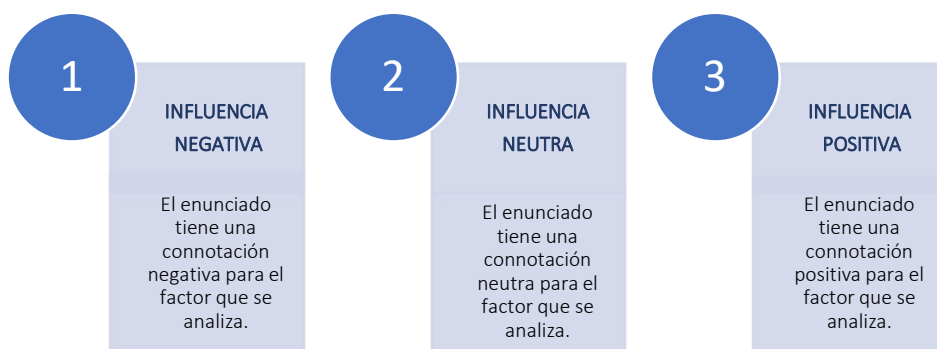 1
INFLUENCIA
NEGATIVA
El enunciado
tiene una
connotación
negativa para el
factor que se
analiza.
2
INFLUENCIA
NEUTRA
El enunciado
tiene una
connotación
neutra para el
factor que se
analiza.
3
INFLUENCIA
POSITIVA
El enunciado
tiene una
connotación
positiva para el
factor que se
analiza.